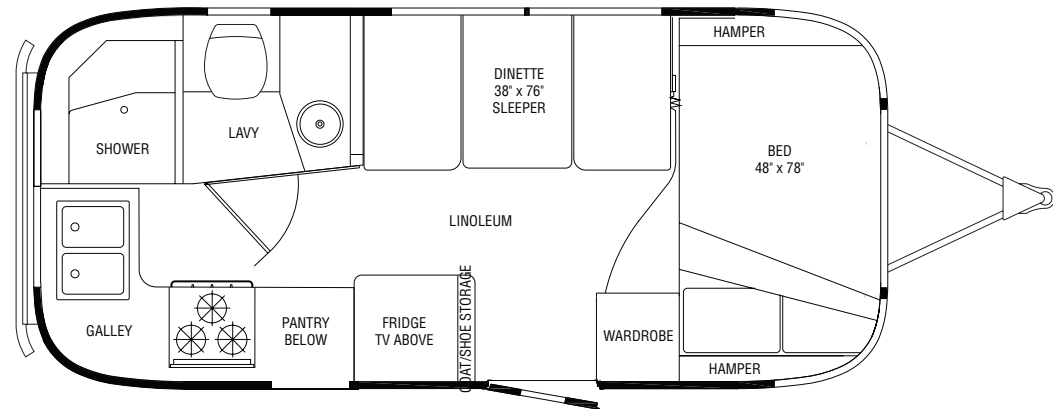 HAMPER
DINETTE
38" x 76"
SLEEPER
SHOWER
LAVY
BED
48" x 78"
LINOLEUM
GALLEY
PANTRY
BELOW
FRIDGE
TV ABOVE
COAT/SHOE STORAGE
WARDROBE
HAMPER